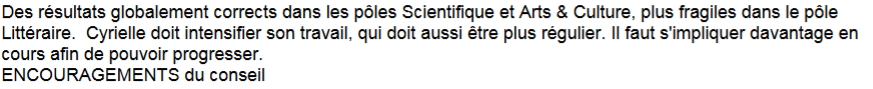 Des résultats globalement corrects dans les pôles Scientifique et Arts & Culture, plus fragiles dans le pôle
Littéraire.  Cyrielle doit intensifier son travail, qui doit aussi être plus régulier. Il faut s'impliquer davantage en
cours afin de pouvoir progresser.
ENCOURAGEMENTS du conseil